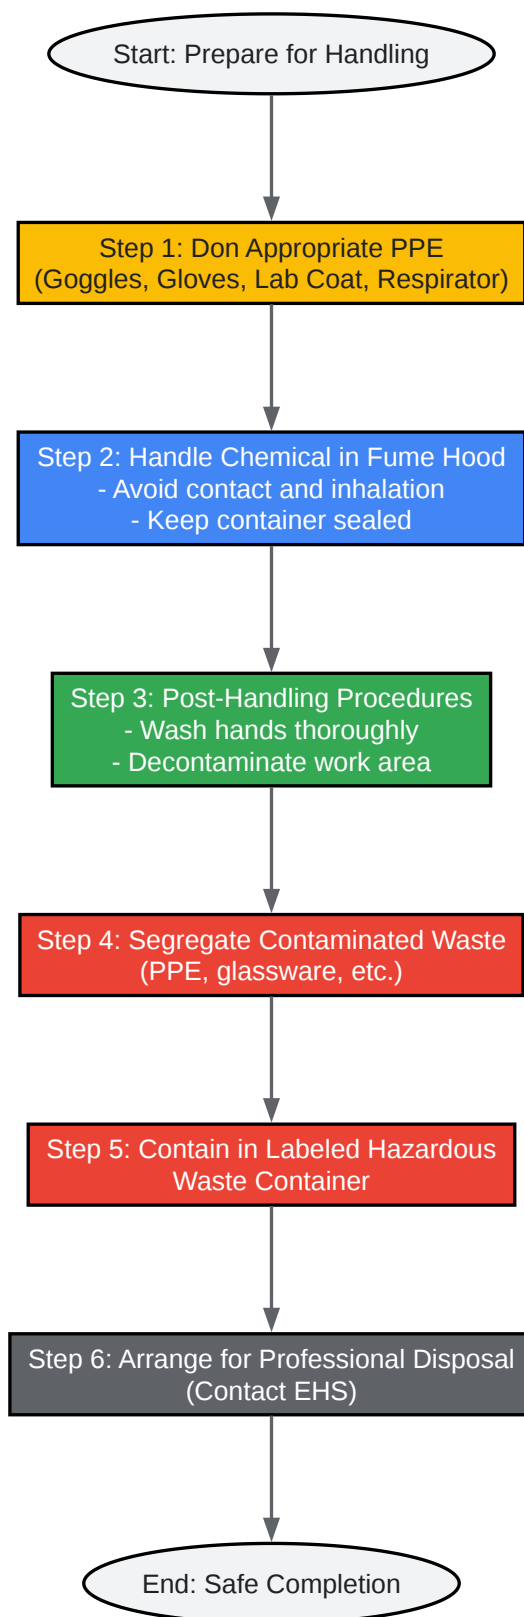 Start: Prepare for Handling
Step 1: Don Appropriate PPE
(Goggles, Gloves, Lab Coat, Respirator)
Step 2: Handle Chemical in Fume Hood
- Avoid contact and inhalation
- Keep container sealed
Step 3: Post-Handling Procedures
- Wash hands thoroughly
- Decontaminate work area
Step 4: Segregate Contaminated Waste
(PPE, glassware, etc.)
Step 5: Contain in Labeled Hazardous
Waste Container
Step 6: Arrange for Professional Disposal
(Contact EHS)
End: Safe Completion